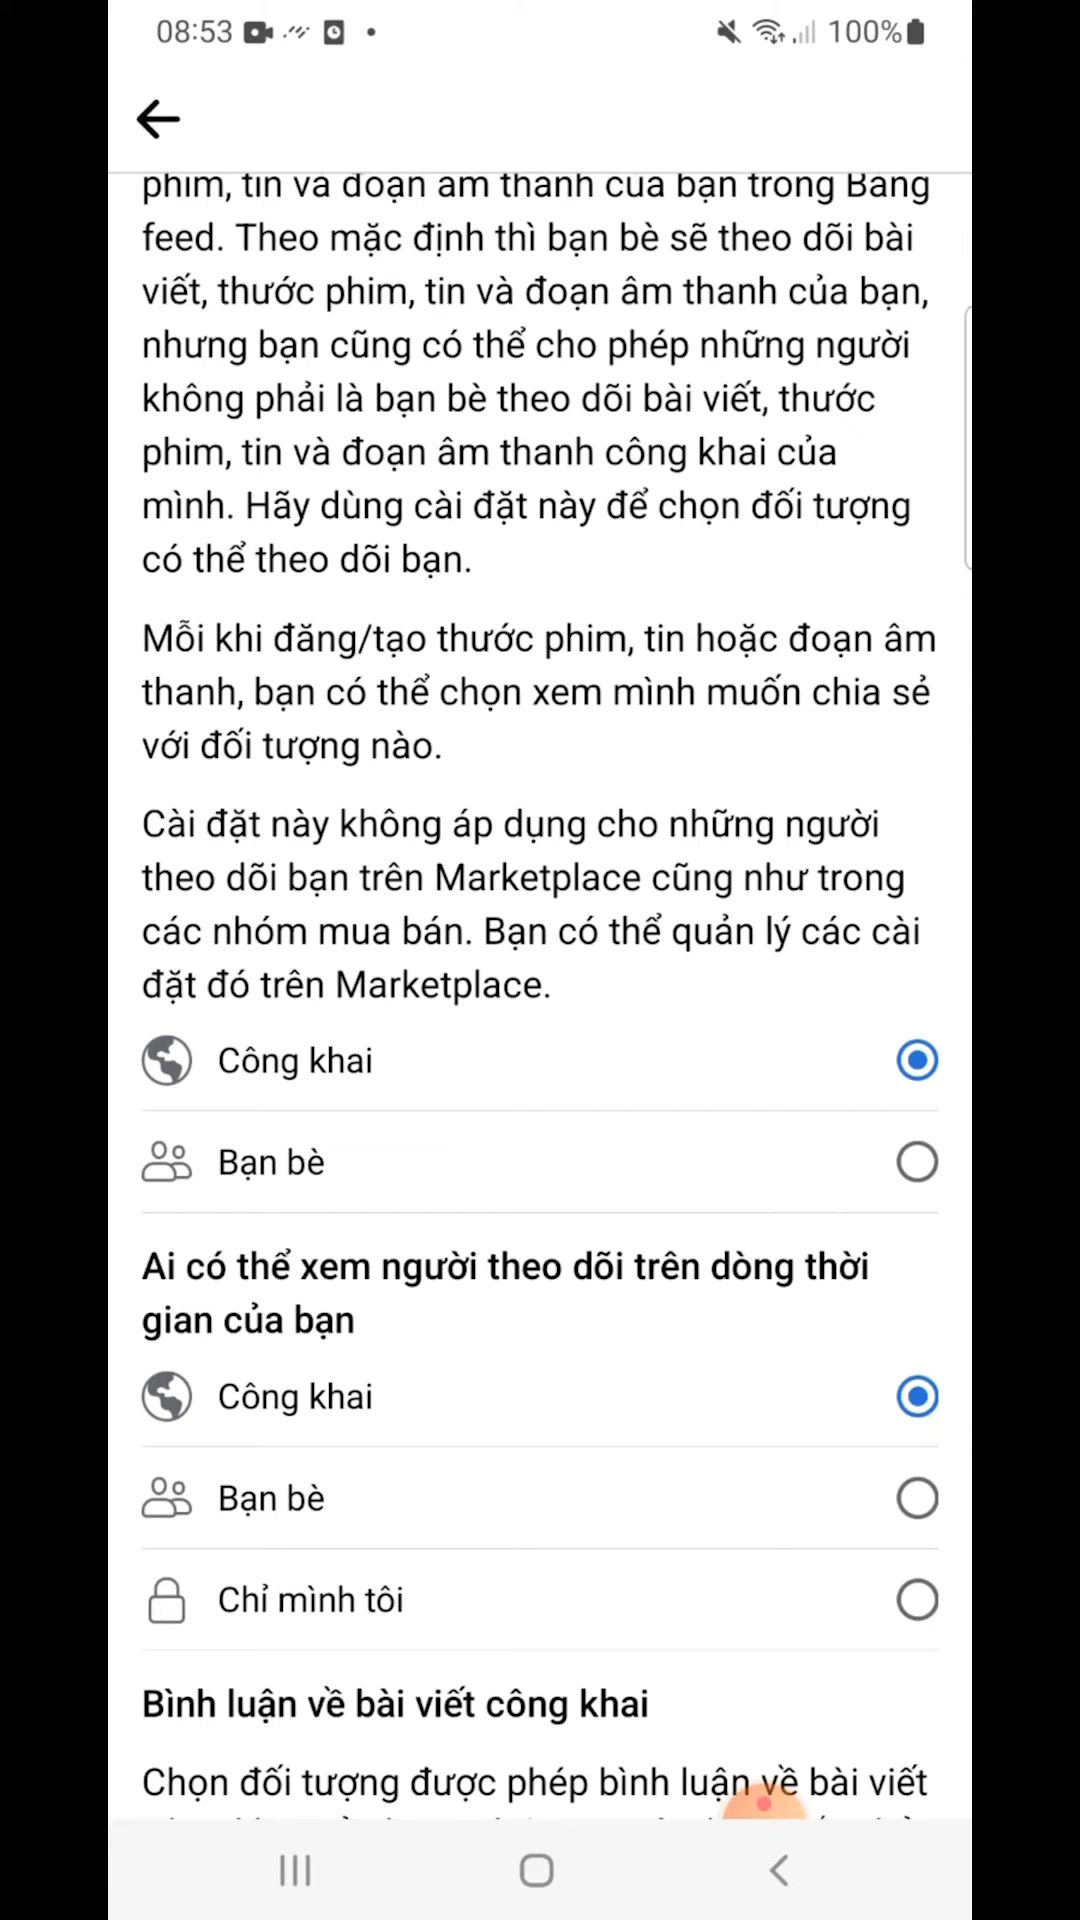 08:53
100%
phim, tin và đoạn âm thanh của bạn trong Bảng
feed. Theo mặc định thì bạn bè sẽ theo dõi bài
viết, thước phim, tin và đoạn âm thanh của bạn,
nhưng bạn cũng có thể cho phép những người
không phải là bạn bè theo dõi bài viết, thước
phim, tin và đoạn âm thanh công khai của
mình. Hãy dùng cài đặt này để chọn đối tượng
có thể theo dõi bạn.
Mỗi khi đăng/tạo thước phim, tin hoặc đoạn âm
thanh, bạn có thể chọn xem mình muốn chia sẻ
với đối tượng nào.
Cài đặt này không áp dụng cho những người
theo dõi bạn trên Marketplace cũng như trong
các nhóm mua bán. Bạn có thể quản lý các cài
đặt đó trên Marketplace.
Công khai
Bạn bè
Ai có thể xem người theo dõi trên dòng thời
gian của bạn
Công khai
Bạn bè
Chỉ mình tôi
Bình luận về bài viết công khai
Chọn đối tượng được phép bình luận về bài viết